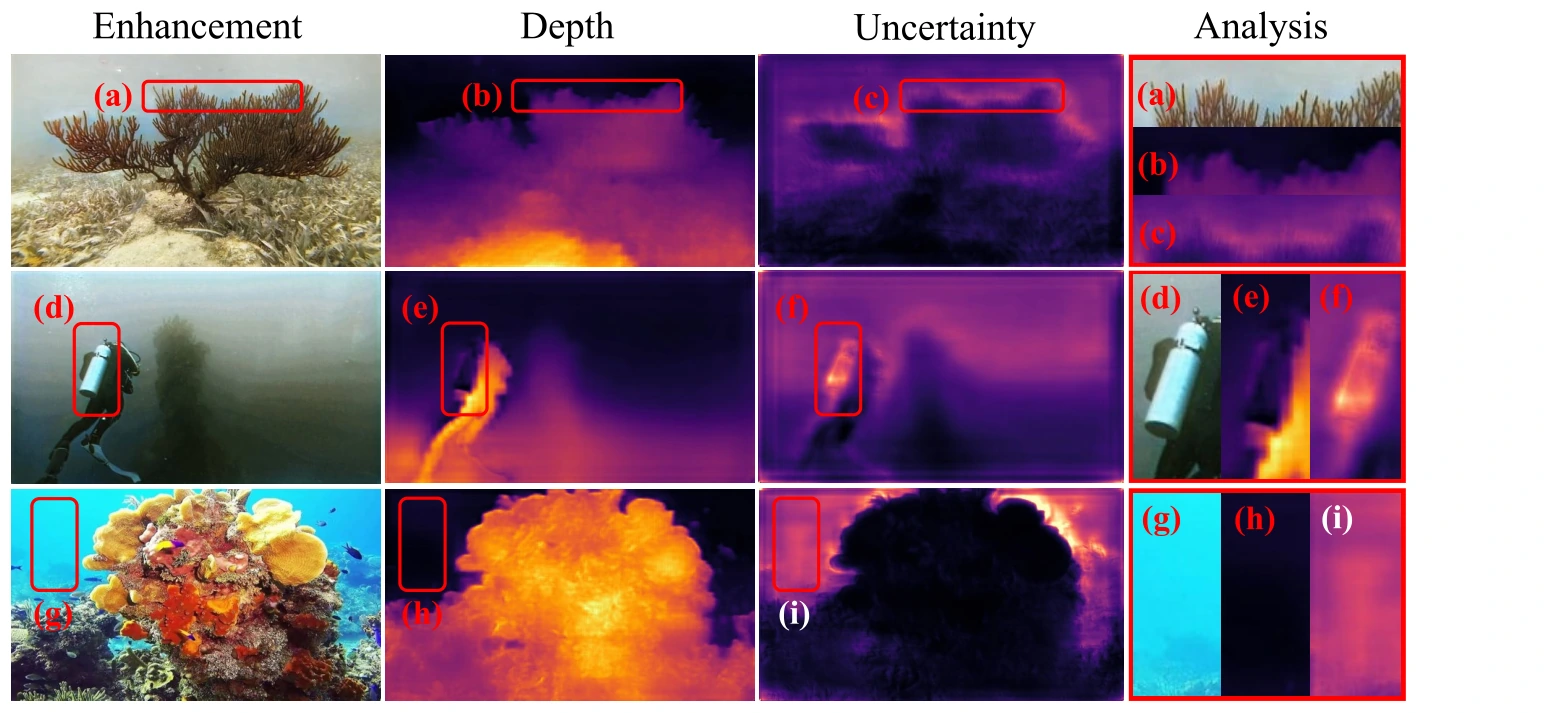 Enhancement Depth Uncertainty Analysis
(a) (b) (c) (a)
(b)
(c)
(d) (e) (f) (d) (e) (f)
(g) (h) (i)
(g) (h) (i)